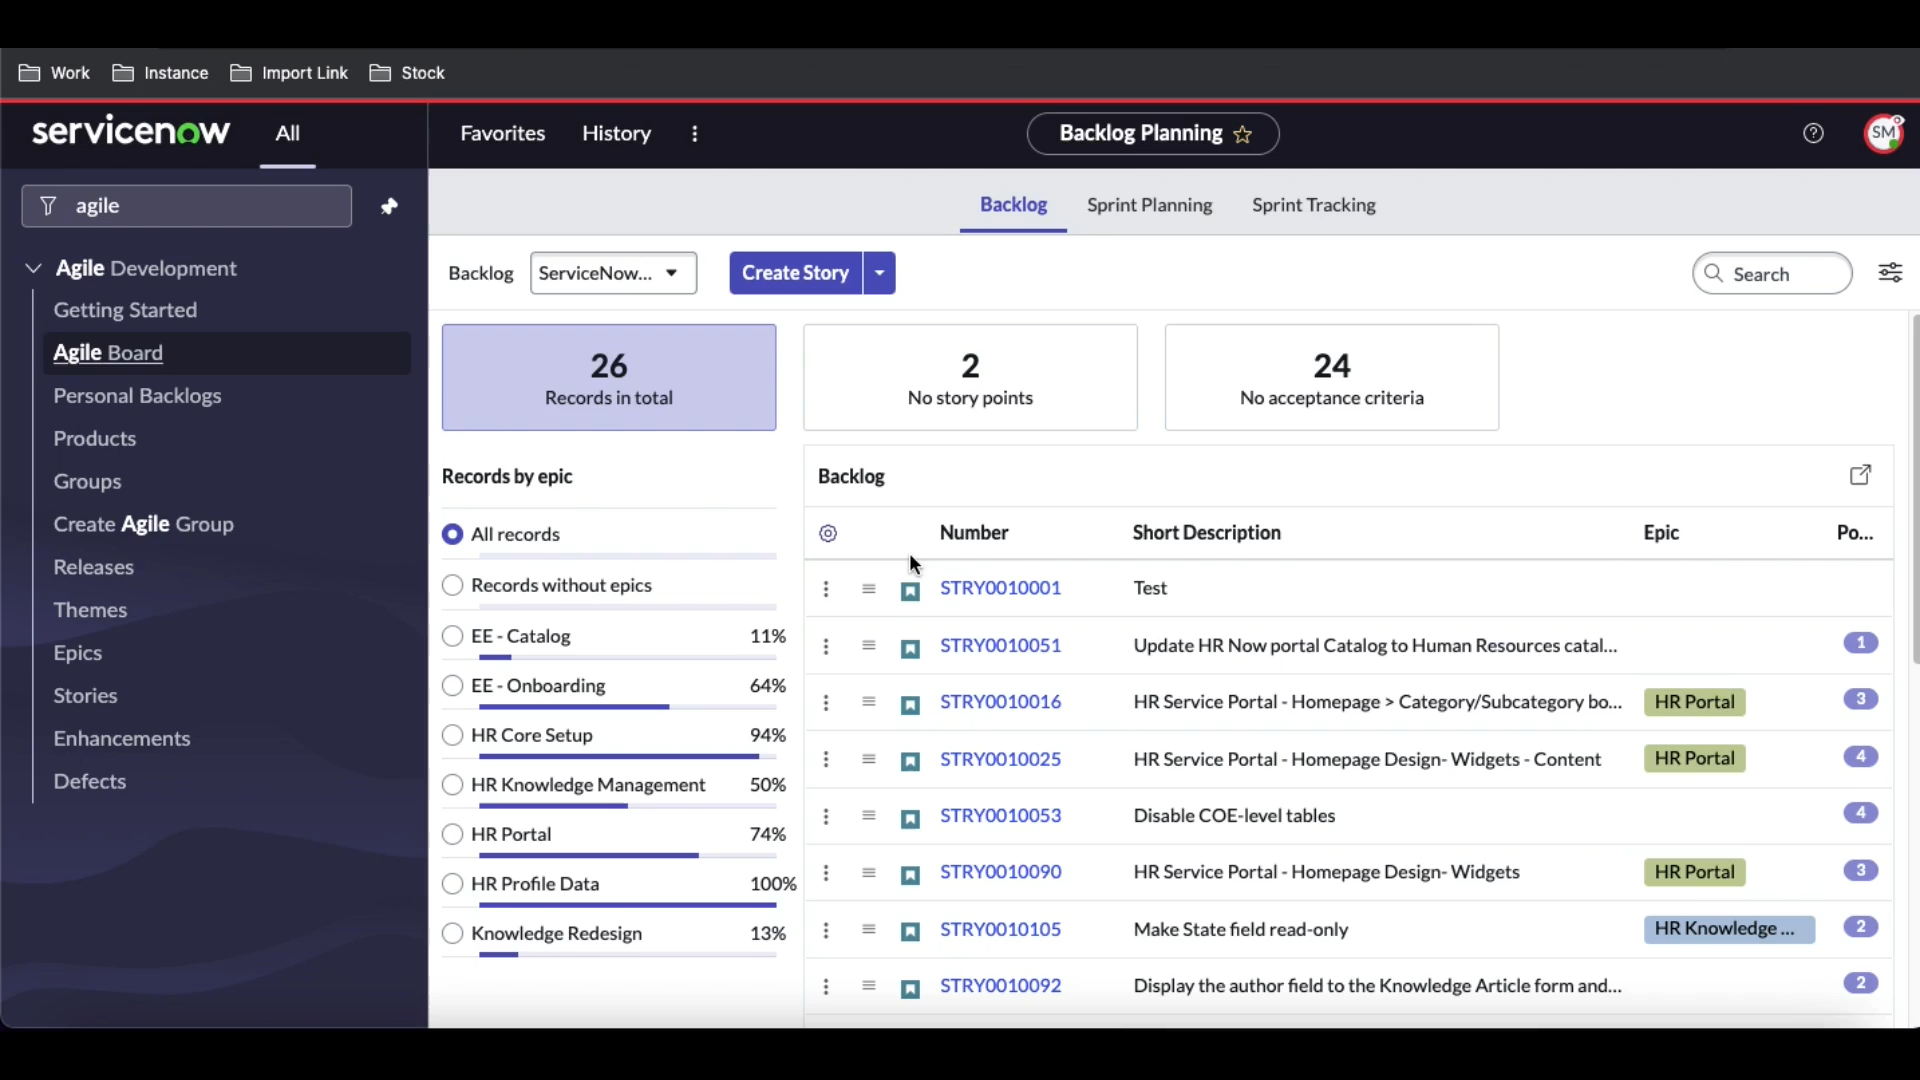 Work Instance Import Link Stock
servicenow All Favorites History Backlog Planning SM
agile
Agile Development
Getting Started
Agile Board
Personal Backlogs
Products
Groups
Create Agile Group
Releases
Themes
Epics
Stories
Enhancements
Defects
Backlog Sprint Planning Sprint Tracking
Backlog ServiceNow... Create Story Search
26
Records in total
2
No story points
24
No acceptance criteria
Records by epic
All records
Records without epics
EE - Catalog 11%
EE - Onboarding 64%
HR Core Setup 94%
HR Knowledge Management 50%
HR Portal 74%
HR Profile Data 100%
Knowledge Redesign 13%
Backlog
Number Short Description Epic Po...
STRY0010001 Test
STRY0010051 Update HR Now portal Catalog to Human Resources catal... 1
STRY0010016 HR Service Portal - Homepage > Category/Subcategory bo... HR Portal 3
STRY0010025 HR Service Portal - Homepage Design- Widgets - Content HR Portal 4
STRY0010053 Disable COE-level tables 4
STRY0010090 HR Service Portal - Homepage Design- Widgets HR Portal 3
STRY0010105 Make State field read-only HR Knowledge ... 2
STRY0010092 Display the author field to the Knowledge Article form and... 2